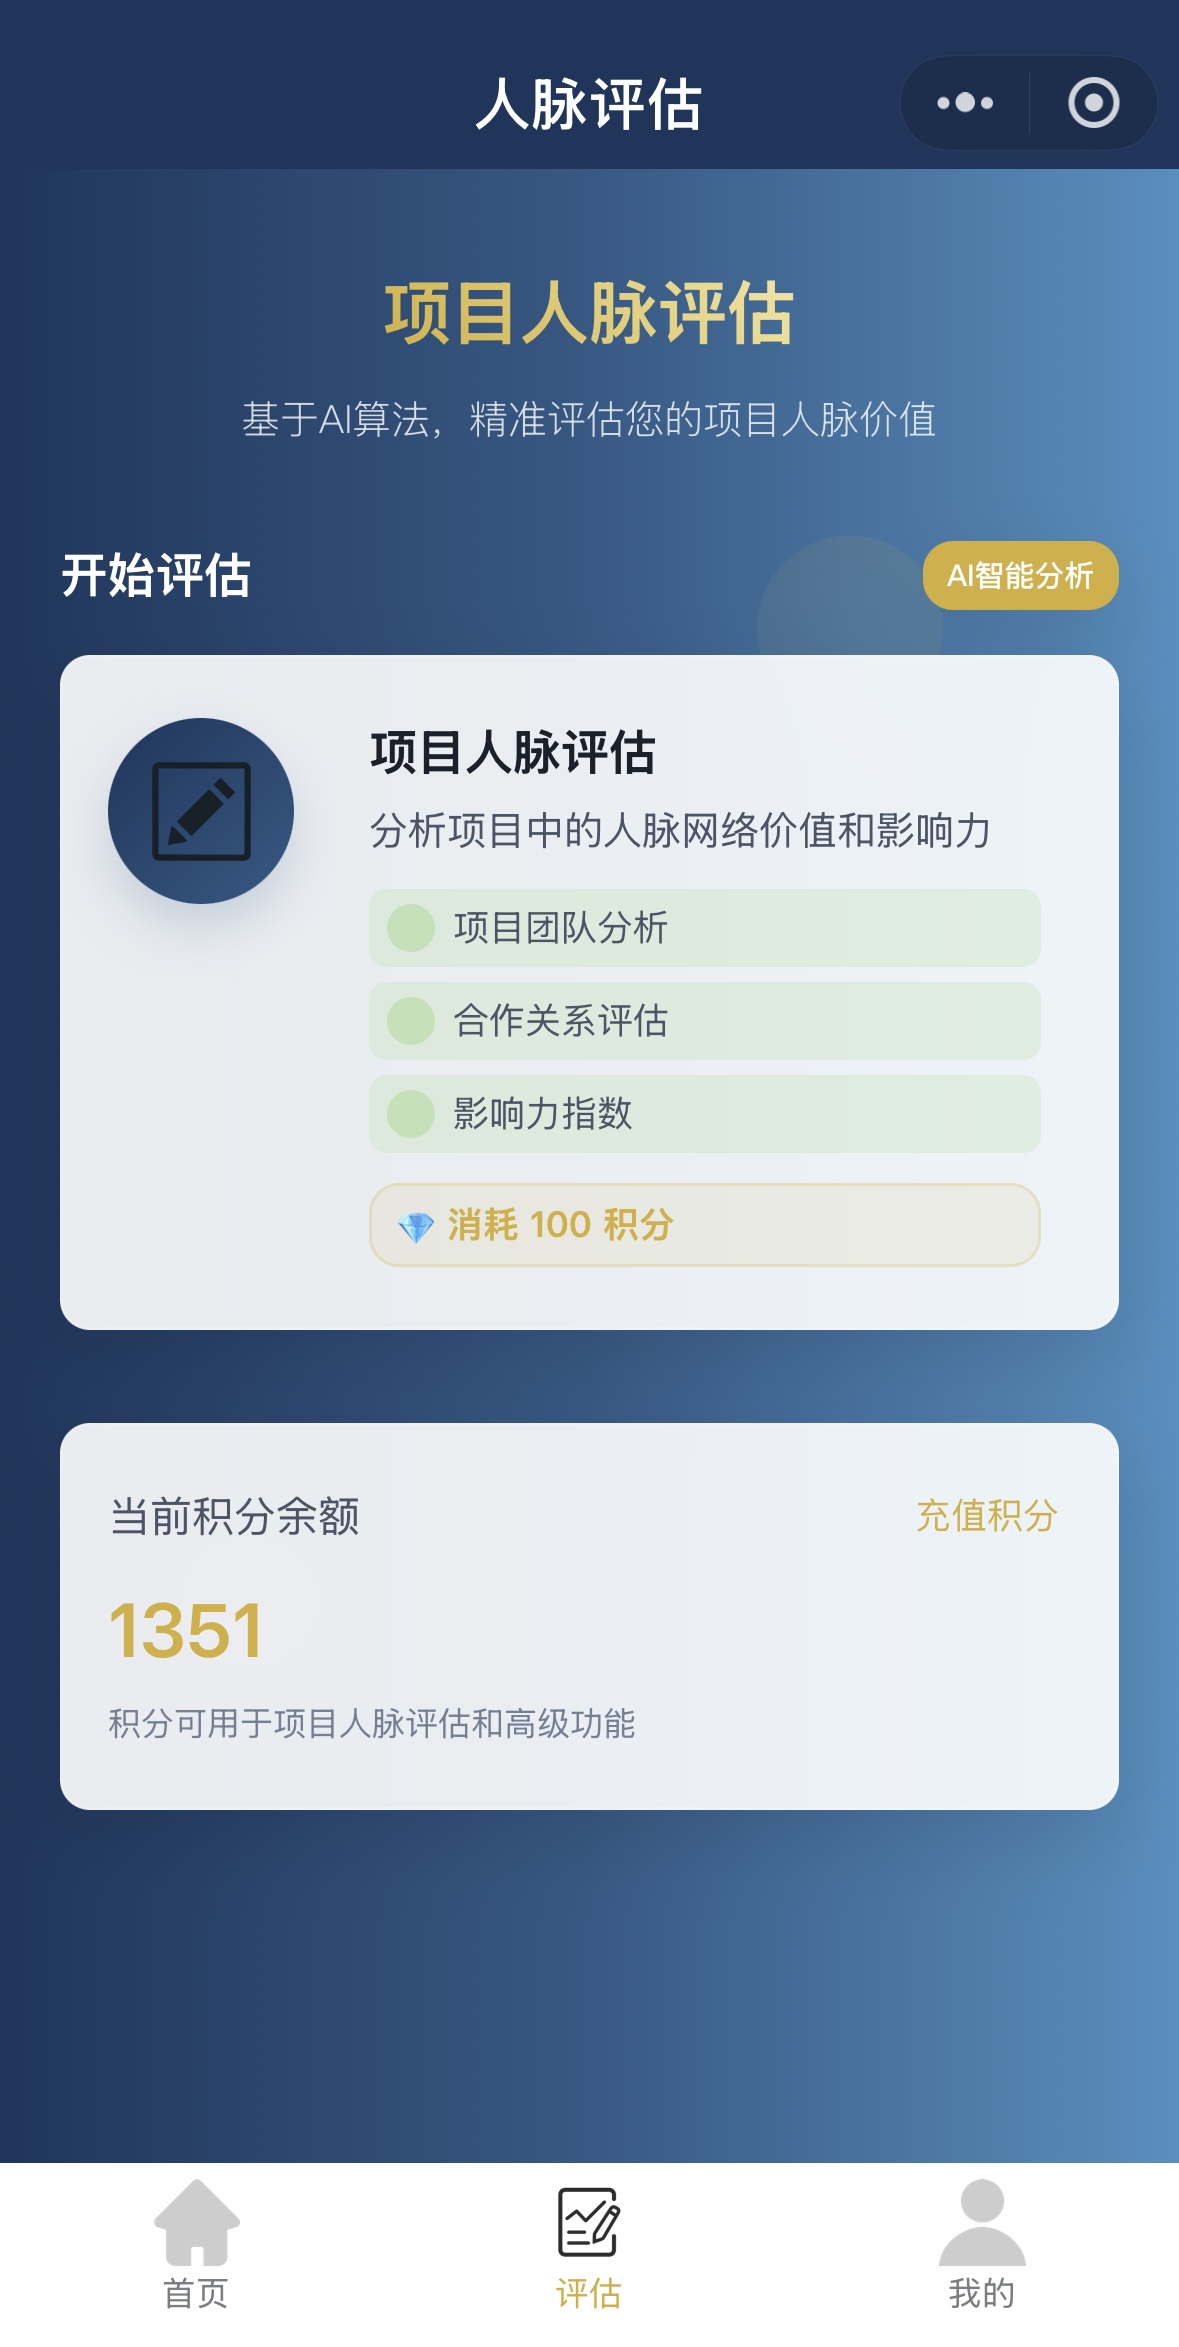 人脉评估
项目人脉评估
基于AI算法，精准评估您的项目人脉价值
开始评估
AI智能分析
项目人脉评估
分析项目中的人脉网络价值和影响力
项目团队分析
合作关系评估
影响力指数
💎 消耗 100 积分
当前积分余额
充值积分
1351
积分可用于项目人脉评估和高级功能
首页
评估
我的